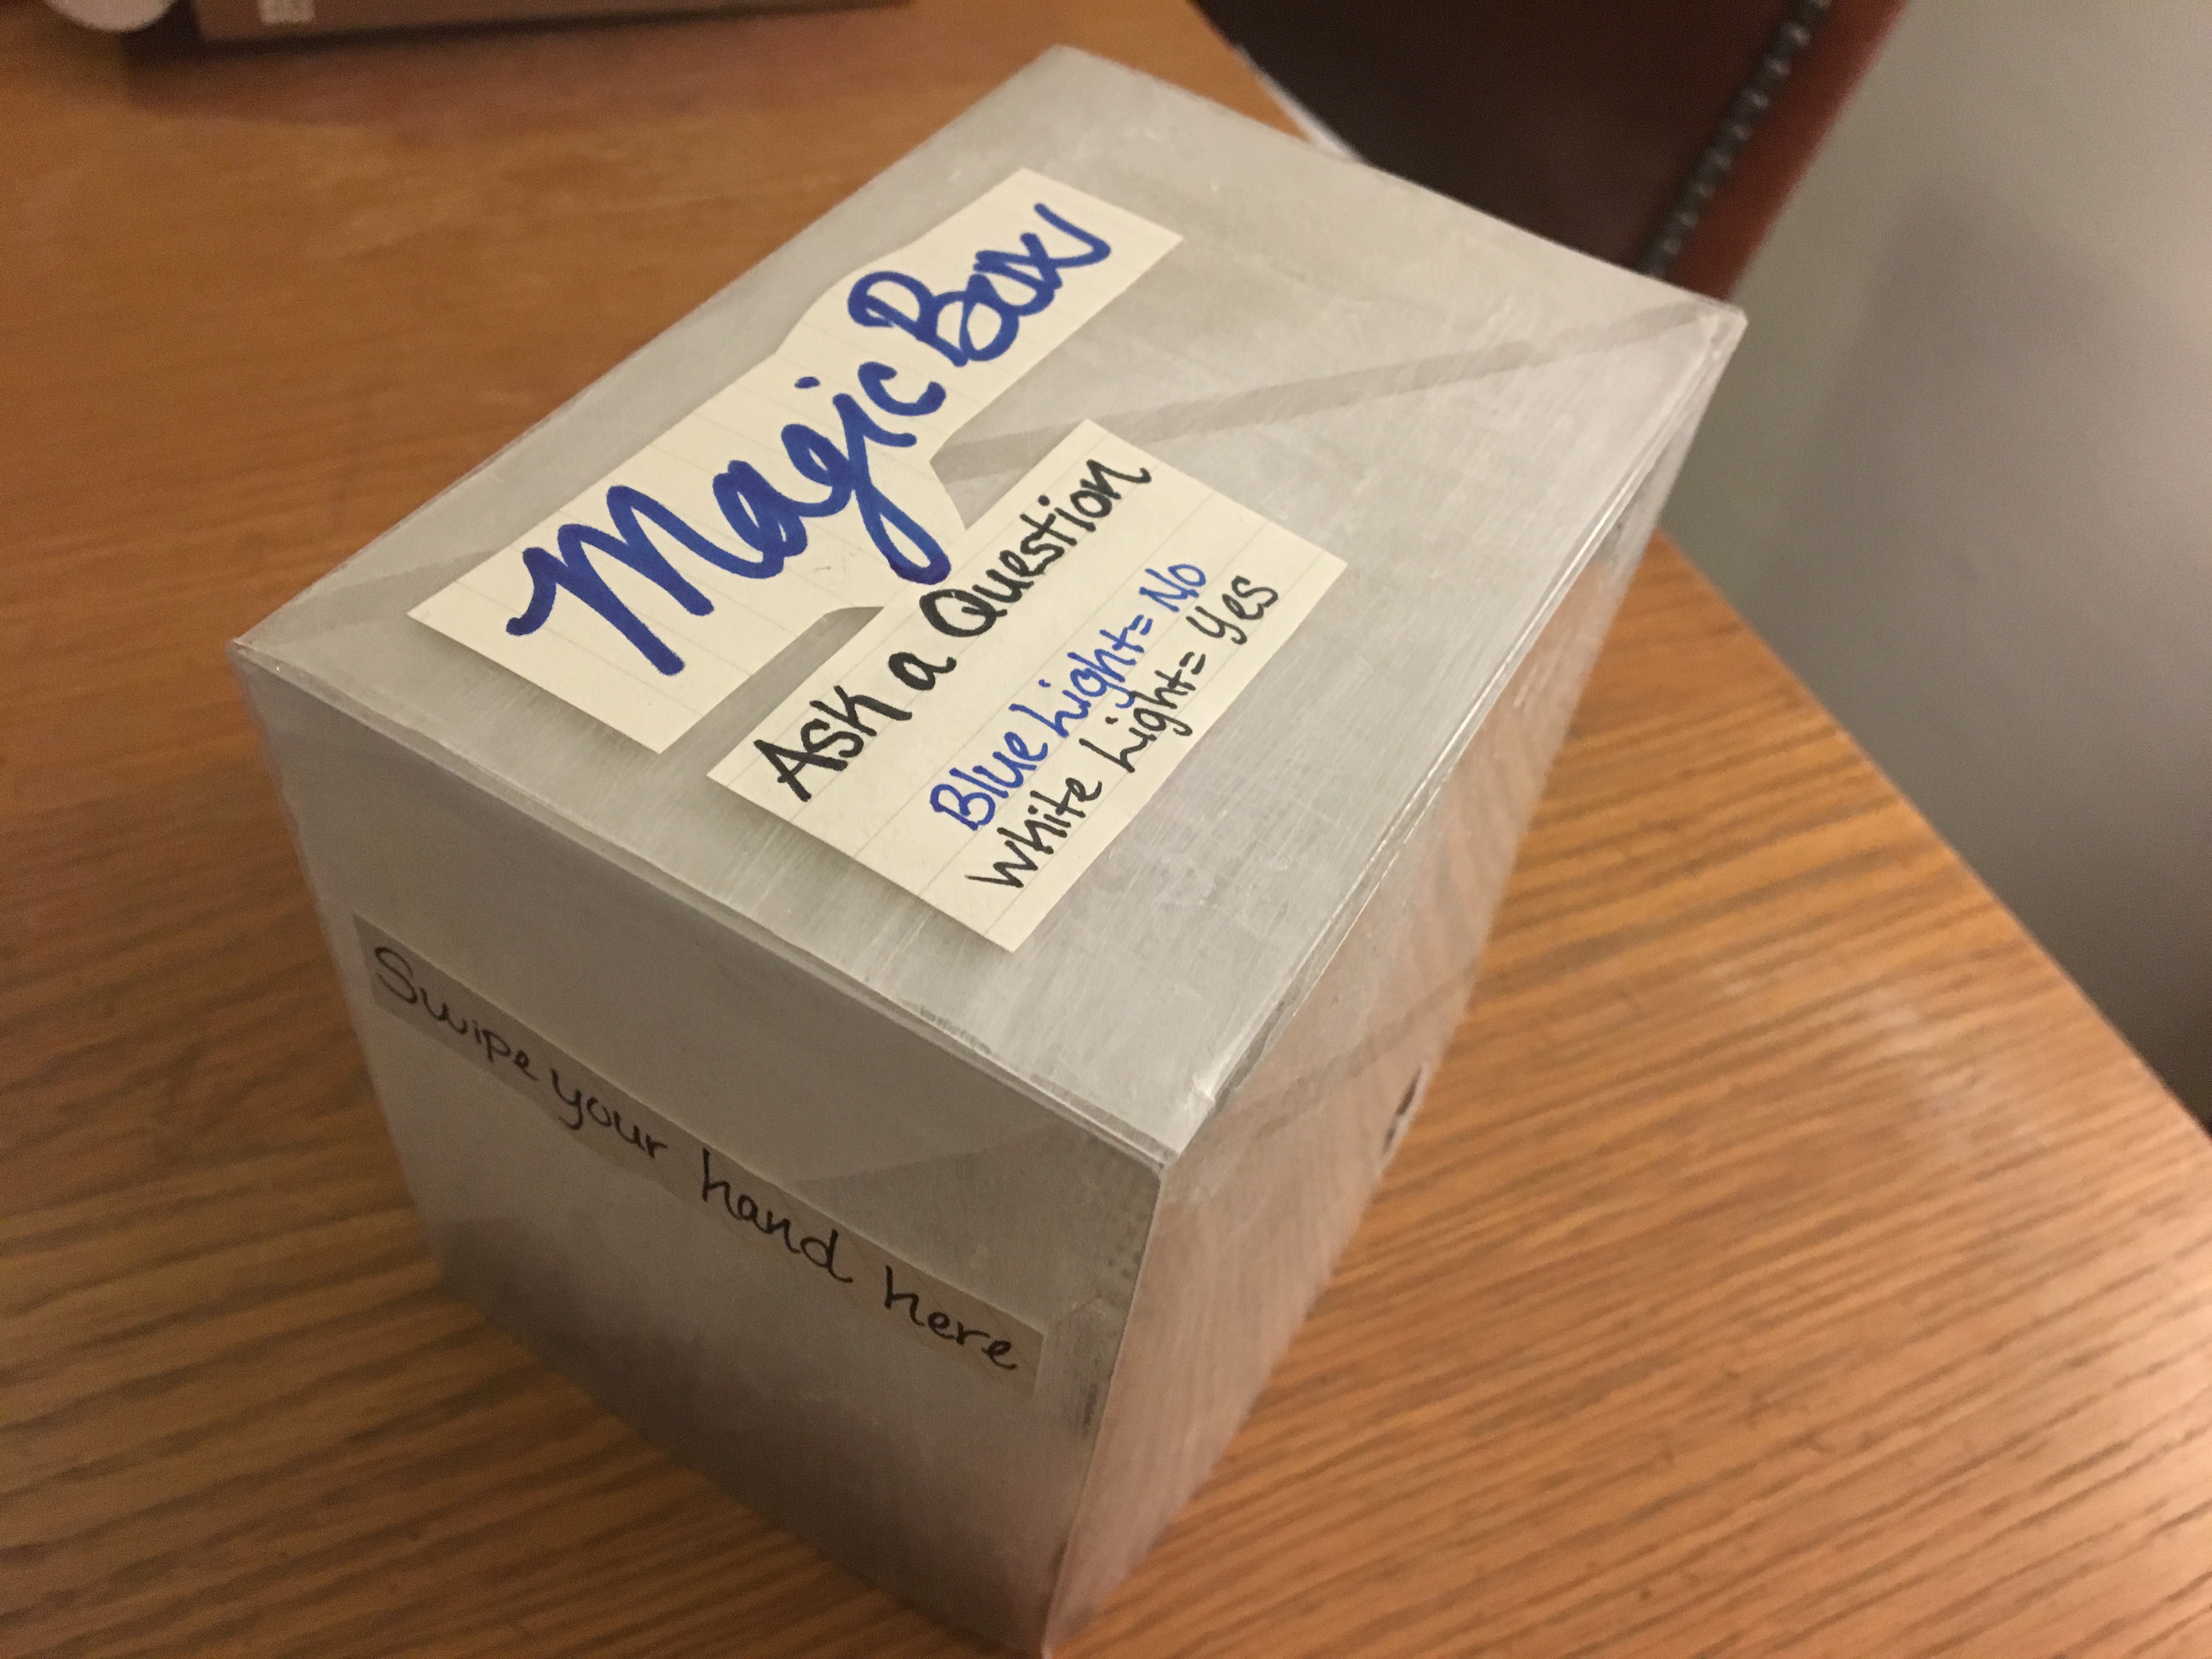 Magic Box
Ask a Question
Blue Light = No
White Light = Yes
Swipe your hand here